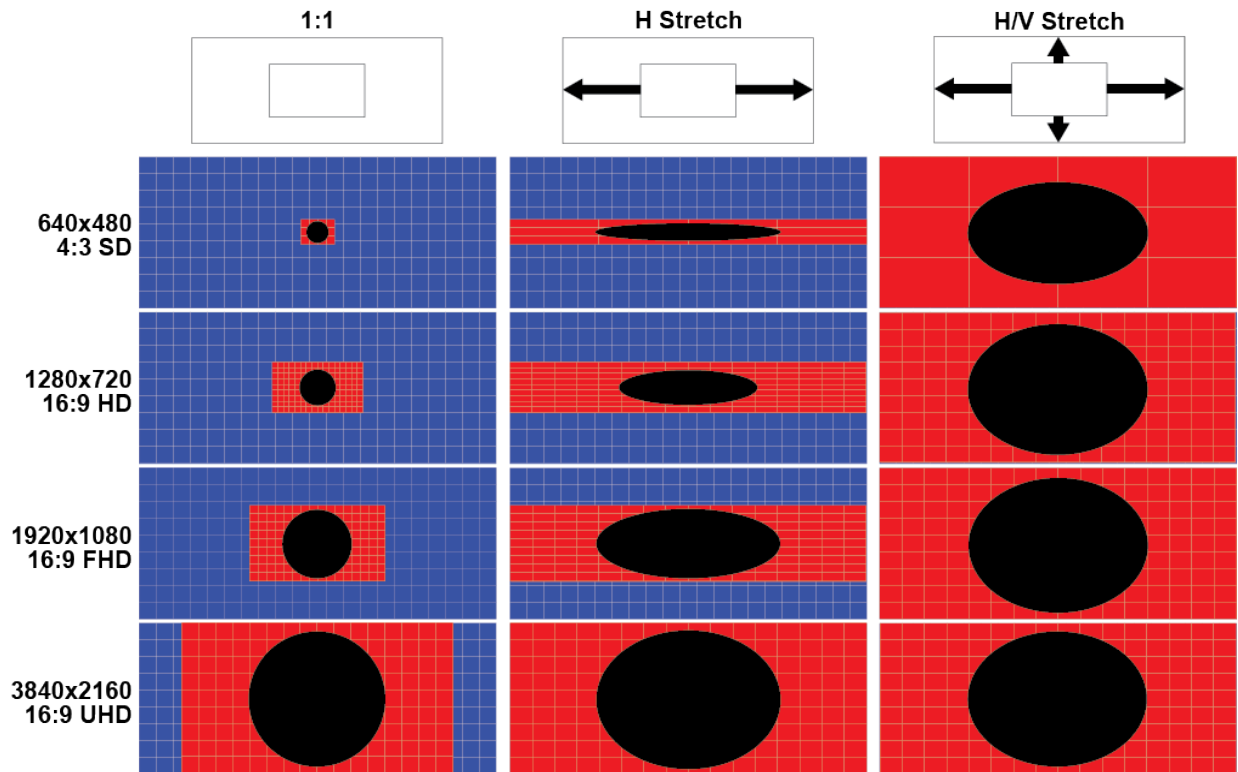 1:1
H Stretch
H/V Stretch
640x480
4:3 SD
1280x720
16:9 HD
1920x1080
16:9 FHD
3840x2160
16:9 UHD